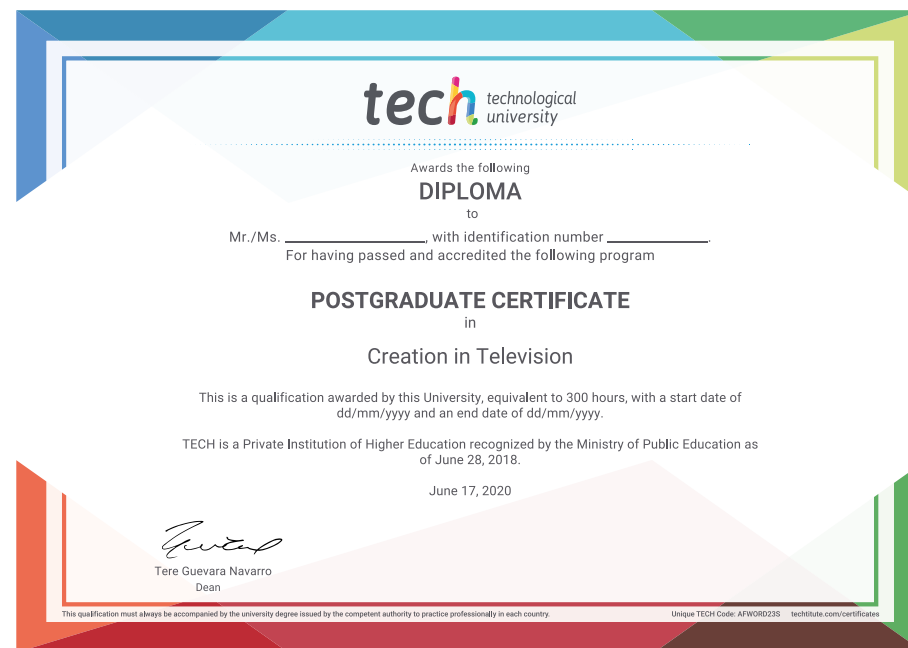 tech technological
university
Awards the following
DIPLOMA
to
Mr./Ms. ____________________, with identification number ______________.
For having passed and accredited the following program
POSTGRADUATE CERTIFICATE
in
Creation in Television
This is a qualification awarded by this University, equivalent to 300 hours, with a start date of
dd/mm/yyyy and an end date of dd/mm/yyyy.
TECH is a Private Institution of Higher Education recognized by the Ministry of Public Education as
of June 28, 2018.
June 17, 2020
Tere Guevara Navarro
Dean
This qualification must always be accompanied by the university degree issued by the competent authority to practice professionally in each country. Unique TECH Code: AFWORD23S techtitute.com/certificates